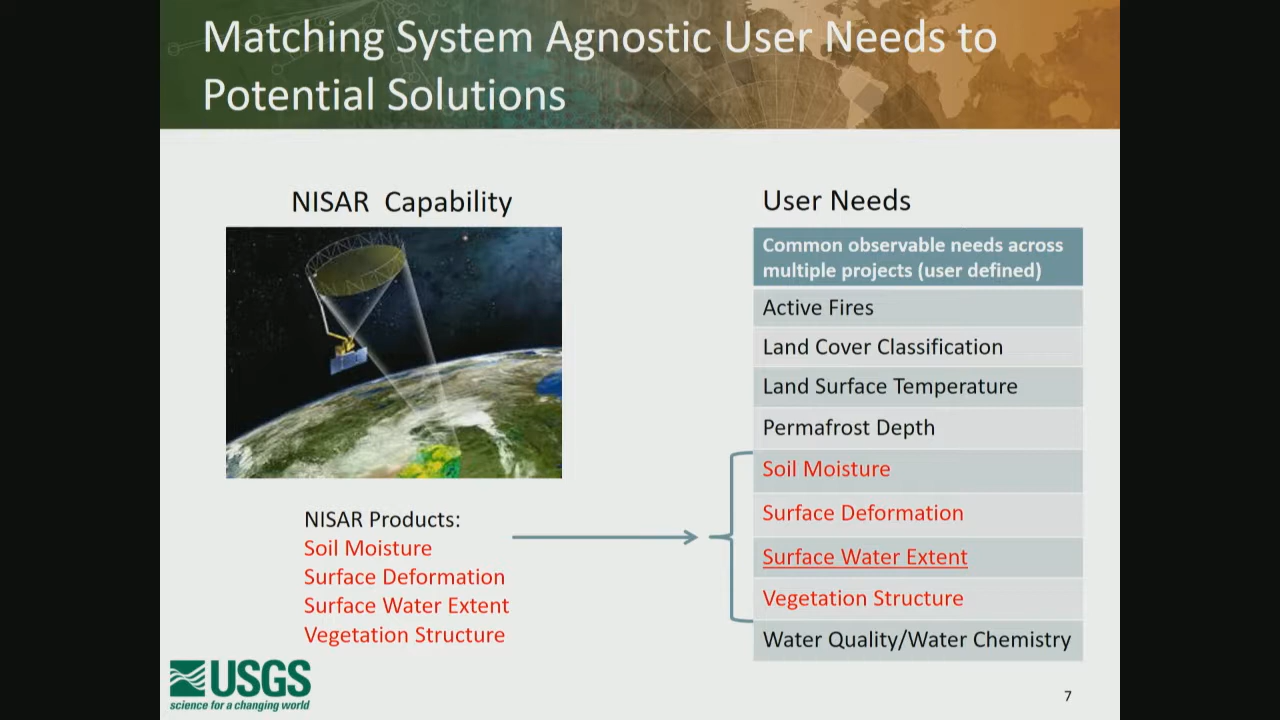 Matching System Agnostic User Needs to
Potential Solutions
NISAR Capability
NISAR Products:
Soil Moisture
Surface Deformation
Surface Water Extent
Vegetation Structure
User Needs
Common observable needs across
multiple projects (user defined)
Active Fires
Land Cover Classification
Land Surface Temperature
Permafrost Depth
Soil Moisture
Surface Deformation
Surface Water Extent
Vegetation Structure
Water Quality/Water Chemistry
USGS
science for a changing world
7